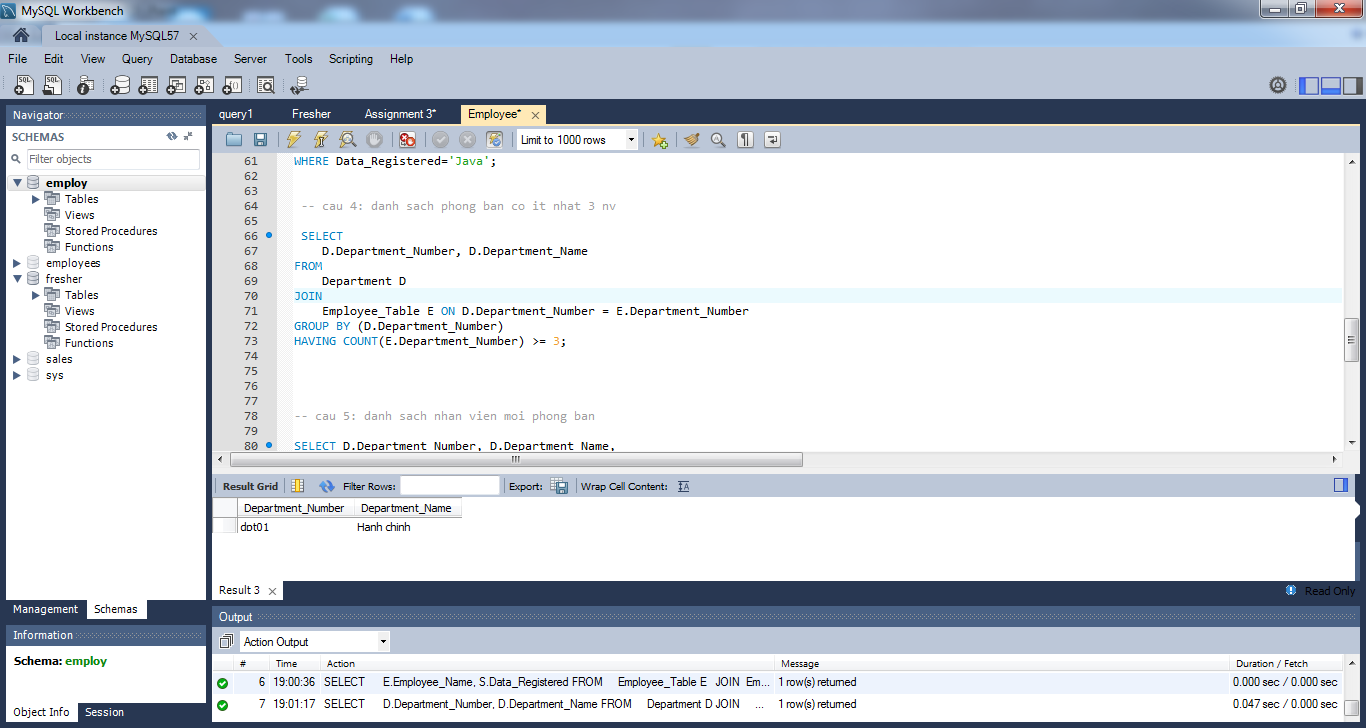 MySQL Workbench
Local instance MySQL57
File Edit View Query Database Server Tools Scripting Help
Navigator
query1 Fresher Assignment 3* Employee*
SCHEMAS
Limit to 1000 rows
Filter objects
employ
Tables
Views
Stored Procedures
Functions
employees
fresher
Tables
Views
Stored Procedures
Functions
sales
sys
61 WHERE Data_Registered='Java';
62
63
64 -- cau 4: danh sach phong ban co it nhat 3 nv
65
66 SELECT
67 D.Department_Number, D.Department_Name
68 FROM
69 Department D
70 JOIN
71 Employee_Table E ON D.Department_Number = E.Department_Number
72 GROUP BY (D.Department_Number)
73 HAVING COUNT(E.Department_Number) >= 3;
74
75
76
77
78 -- cau 5: danh sach nhan vien moi phong ban
79
80 SELECT D.Department_Number, D.Department_Name,
Result Grid Filter Rows: Export: Wrap Cell Content:
Department_Number Department_Name
dpt01 Hanh chinh
Result 3
Read Only
Management Schemas
Information
Schema: employ
Object Info Session
Output
Action Output
# Time Action Message Duration / Fetch
6 19:00:36 SELECT E.Employee_Name, S.Data_Registered FROM Employee_Table E JOIN Em... 1 row(s) returned 0.000 sec / 0.000 sec
7 19:01:17 SELECT D.Department_Number, D.Department_Name FROM Department D JOIN ... 1 row(s) returned 0.047 sec / 0.000 sec